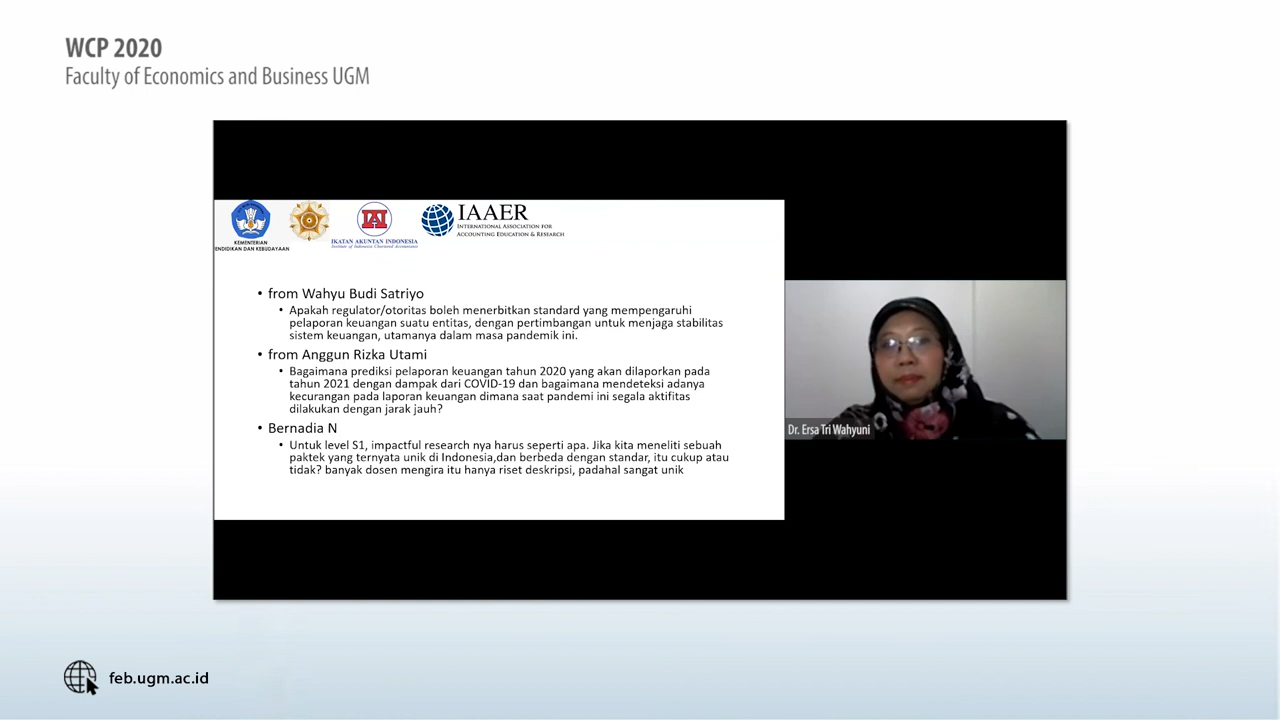 WCP 2020
Faculty of Economics and Business UGM
KEMENTERIAN
ENDIDIKAN DAN KEBUDAYAAN
IAI
IKATAN AKUNTAN INDONESIA
Institute of Indonesia Chartered Accountants
IAAER
INTERNATIONAL ASSOCIATION FOR
ACCOUNTING EDUCATION & RESEARCH
• from Wahyu Budi Satriyo
• Apakah regulator/otoritas boleh menerbitkan standard yang mempengaruhi
pelaporan keuangan suatu entitas, dengan pertimbangan untuk menjaga stabilitas
sistem keuangan, utamanya dalam masa pandemik ini.
• from Anggun Rizka Utami
• Bagaimana prediksi pelaporan keuangan tahun 2020 yang akan dilaporkan pada
tahun 2021 dengan dampak dari COVID-19 dan bagaimana mendeteksi adanya
kecurangan pada laporan keuangan dimana saat pandemi ini segala aktifitas
dilakukan dengan jarak jauh?
• Bernadia N
• Untuk level S1, impactful research nya harus seperti apa. Jika kita meneliti sebuah
paktek yang ternyata unik di Indonesia,dan berbeda dengan standar, itu cukup atau
tidak? banyak dosen mengira itu hanya riset deskripsi, padahal sangat unik
Dr. Ersa Tri Wahyuni
feb.ugm.ac.id